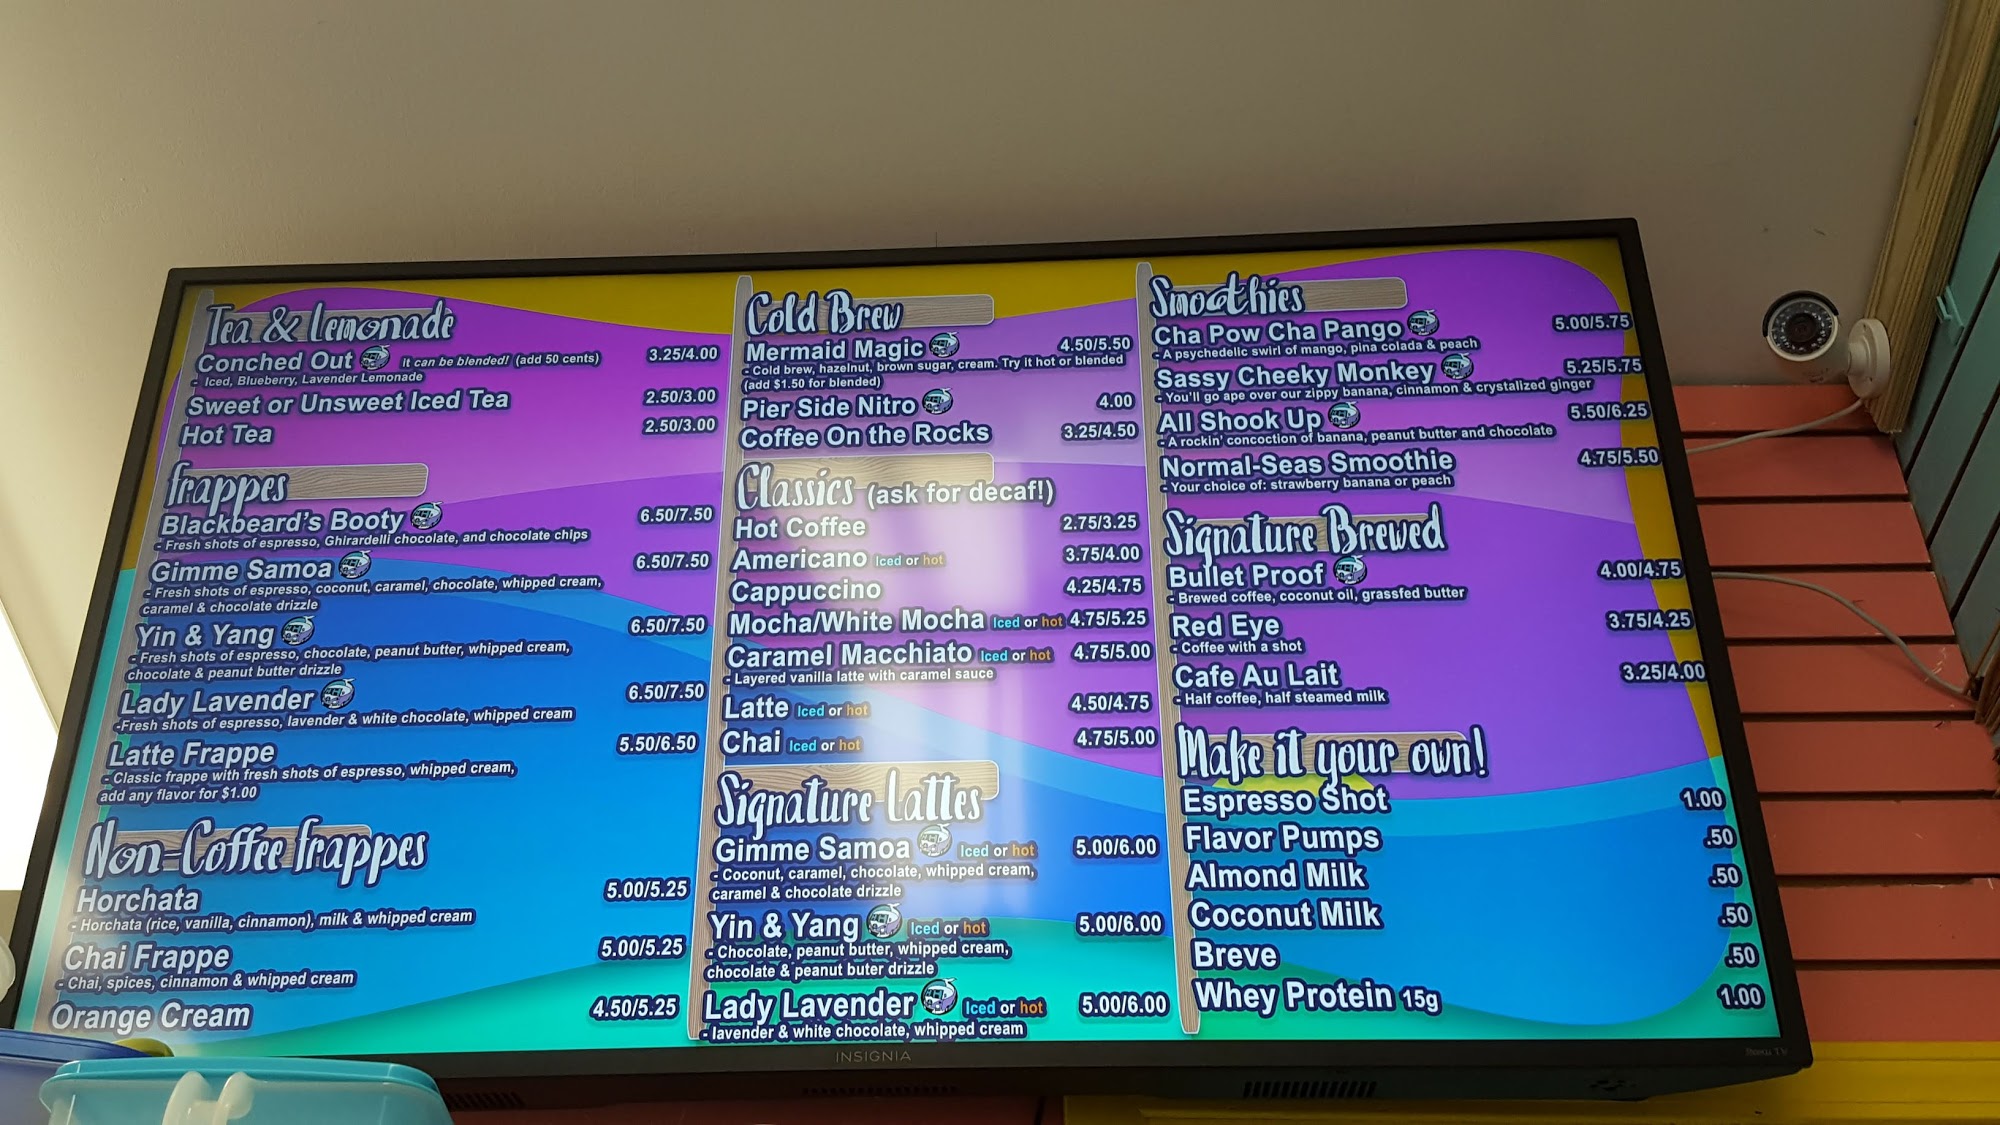 Tea & Lemonade
Conched Out It can be blended! (add 50 cents) 3.25/4.00
- Iced, Blueberry, Lavender Lemonade
Sweet or Unsweet Iced Tea 2.50/3.00
Hot Tea 2.50/3.00
frappes
Blackbeard's Booty 6.50/7.50
- Fresh shots of espresso, Ghirardelli chocolate, and chocolate chips
Gimme Samoa 6.50/7.50
- Fresh shots of espresso, coconut, caramel, chocolate, whipped cream,
caramel & chocolate drizzle
Yin & Yang 6.50/7.50
- Fresh shots of espresso, chocolate, peanut butter, whipped cream,
chocolate & peanut butter drizzle
Lady Lavender 6.50/7.50
-Fresh shots of espresso, lavender & white chocolate, whipped cream
Latte Frappe 5.50/6.50
- Classic frappe with fresh shots of espresso, whipped cream,
add any flavor for $1.00
Non-Coffee frappes
Horchata 5.00/5.25
- Horchata (rice, vanilla, cinnamon), milk & whipped cream
Chai Frappe 5.00/5.25
- Chai, spices, cinnamon & whipped cream
Orange Cream 4.50/5.25
Cold Brew
Mermaid Magic 4.50/5.50
- Cold brew, hazelnut, brown sugar, cream. Try it hot or blended
(add $1.50 for blended)
Pier Side Nitro 4.00
Coffee On the Rocks 3.25/4.50
Classics (ask for decaf!)
Hot Coffee 2.75/3.25
Americano Iced or hot 3.75/4.00
Cappuccino 4.25/4.75
Mocha/White Mocha Iced or hot 4.75/5.25
Caramel Macchiato Iced or hot 4.75/5.00
- Layered vanilla latte with caramel sauce
Latte Iced or hot 4.50/4.75
Chai Iced or hot 4.75/5.00
Signature Lattes
Gimme Samoa Iced or hot 5.00/6.00
- Coconut, caramel, chocolate, whipped cream,
caramel & chocolate drizzle
Yin & Yang Iced or hot 5.00/6.00
- Chocolate, peanut butter, whipped cream,
chocolate & peanut buter drizzle
Lady Lavender Iced or hot 5.00/6.00
- lavender & white chocolate, whipped cream
Smoothies
Cha Pow Cha Pango 5.00/5.75
- A psychedelic swirl of mango, pina colada & peach
Sassy Cheeky Monkey 5.25/5.75
- You'll go ape over our zippy banana, cinnamon & crystalized ginger
All Shook Up 5.50/6.25
- A rockin' concoction of banana, peanut butter and chocolate
Normal-Seas Smoothie 4.75/5.50
- Your choice of: strawberry banana or peach
Signature Brewed
Bullet Proof 4.00/4.75
- Brewed coffee, coconut oil, grassfed butter
Red Eye 3.75/4.25
- Coffee with a shot
Cafe Au Lait 3.25/4.00
- Half coffee, half steamed milk
Make it your own!
Espresso Shot 1.00
Flavor Pumps .50
Almond Milk .50
Coconut Milk .50
Breve .50
Whey Protein 15g 1.00
INSIGNIA
Roku TV